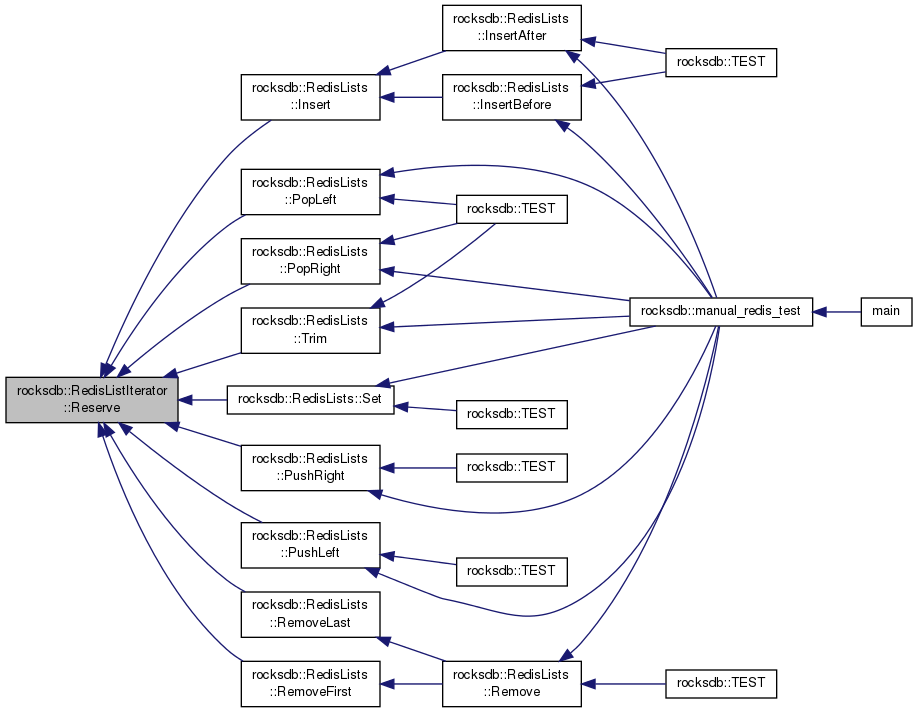 rocksdb::RedisLists
::InsertAfter
rocksdb::TEST
rocksdb::RedisLists
::Insert
rocksdb::RedisLists
::InsertBefore
rocksdb::RedisLists
::PopLeft
rocksdb::TEST
rocksdb::RedisLists
::PopRight
rocksdb::RedisLists
::Trim
rocksdb::manual_redis_test
main
rocksdb::RedisListIterator
::Reserve
rocksdb::RedisLists::Set
rocksdb::TEST
rocksdb::RedisLists
::PushRight
rocksdb::TEST
rocksdb::RedisLists
::PushLeft
rocksdb::TEST
rocksdb::RedisLists
::RemoveLast
rocksdb::RedisLists
::RemoveFirst
rocksdb::RedisLists
::Remove
rocksdb::TEST